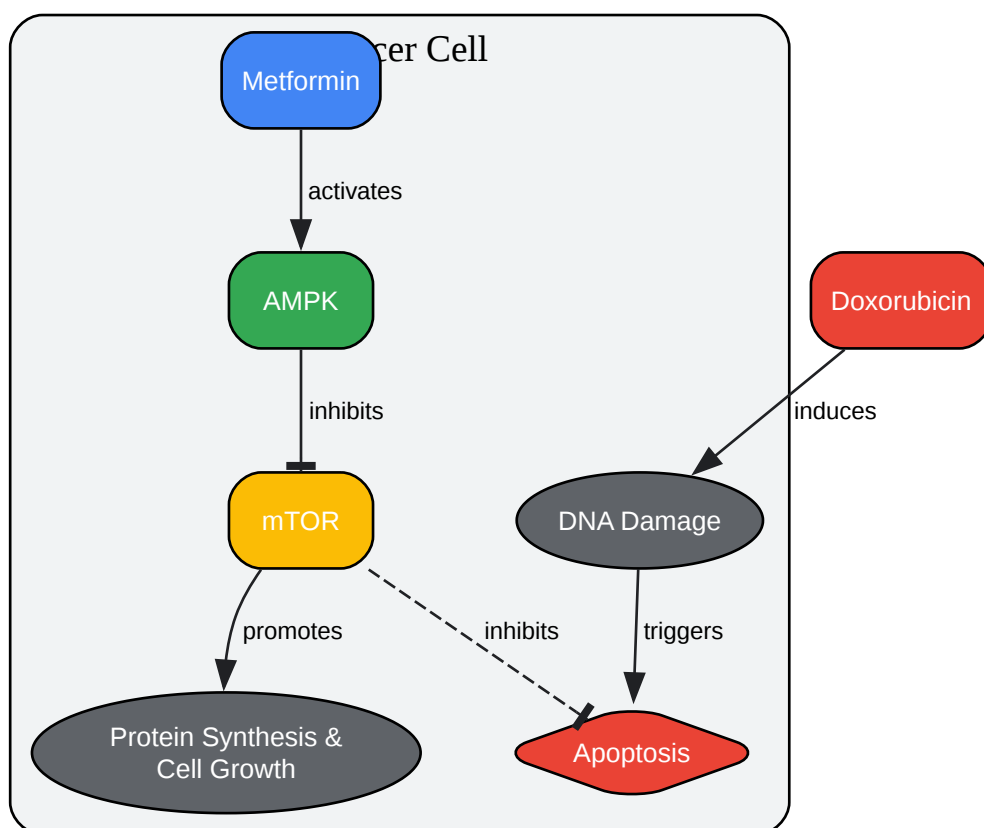 cer Cell
Metformin
activates
AMPK
Doxorubicin
inhibits
induces
mTOR
DNA Damage
promotes
inhibits
triggers
Protein Synthesis &
Cell Growth
Apoptosis